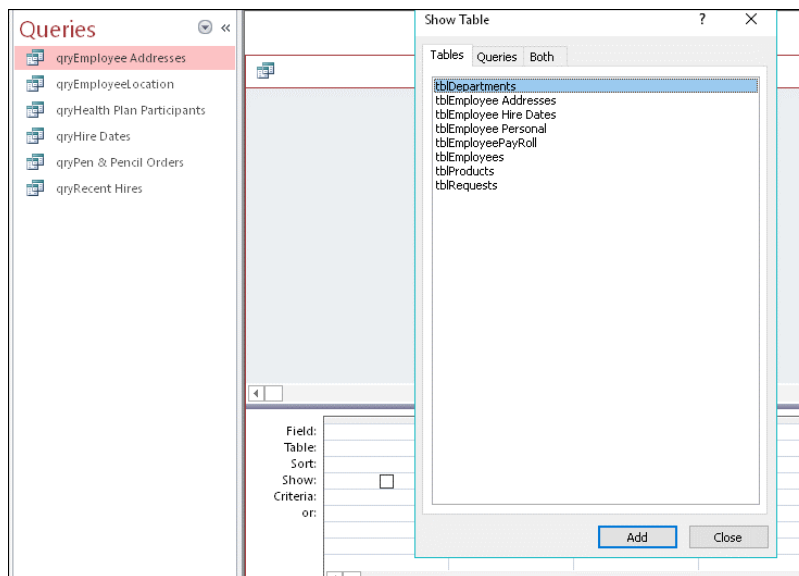 Queries
qryEmployee Addresses
qryEmployeeLocation
qryHealth Plan Participants
qryHire Dates
qryPen & Pencil Orders
qryRecent Hires
Show Table
Tables Queries Both
tblDepartments
tblEmployee Addresses
tblEmployee Hire Dates
tblEmployee Personal
tblEmployeePayRoll
tblEmployees
tblProducts
tblRequests
Add Close
Field:
Table:
Sort:
Show:
Criteria:
or: